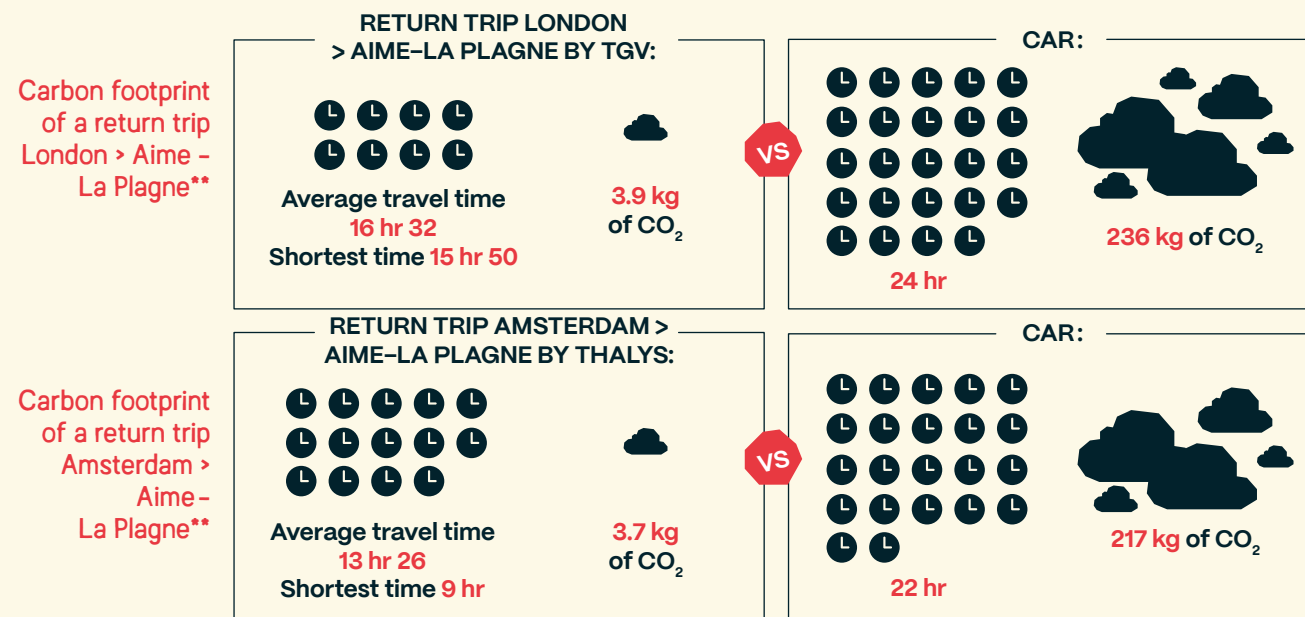 Carbon footprint
of a return trip
London > Aime –
La Plagne**
RETURN TRIP LONDON
> AIME–LA PLAGNE BY TGV:
Average travel time
16 hr 32
Shortest time 15 hr 50
3.9 kg
of CO₂
VS
CAR:
24 hr
236 kg of CO₂
Carbon footprint
of a return trip
Amsterdam >
Aime–
La Plagne**
RETURN TRIP AMSTERDAM >
AIME–LA PLAGNE BY THALYS:
Average travel time
13 hr 26
Shortest time 9 hr
3.7 kg
of CO₂
VS
CAR:
22 hr
217 kg of CO₂